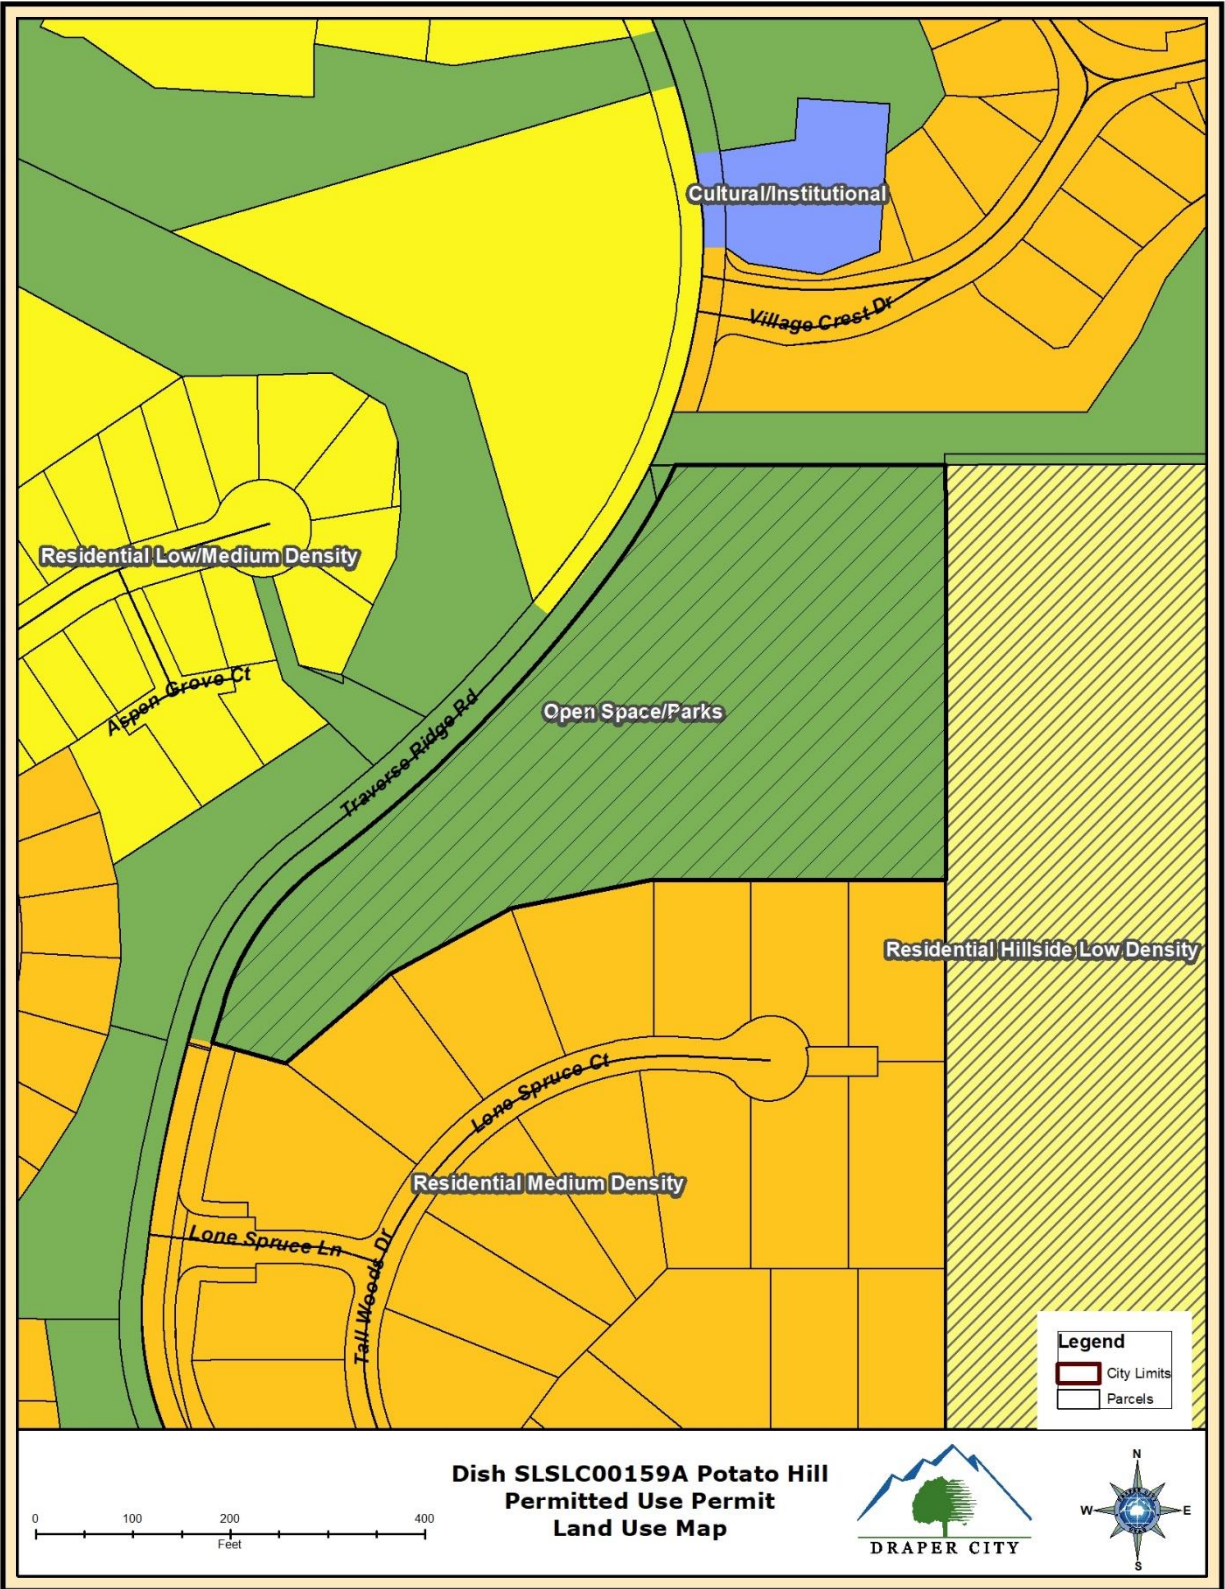 Cultural/Institutional
Village Crest Dr
Residential Low/Medium Density
Aspen Grove Ct
Traverse Ridge Rd
Open Space/Parks
Residential Hillside Low Density
Lone Spruce Ct
Residential Medium Density
Lone Spruce Ln
Tall Woods Dr
Legend
City Limits
Parcels
Dish SLSLC00159A Potato Hill
Permitted Use Permit
Land Use Map
0 100 200 400
Feet
DRAPER CITY
N
W E
S